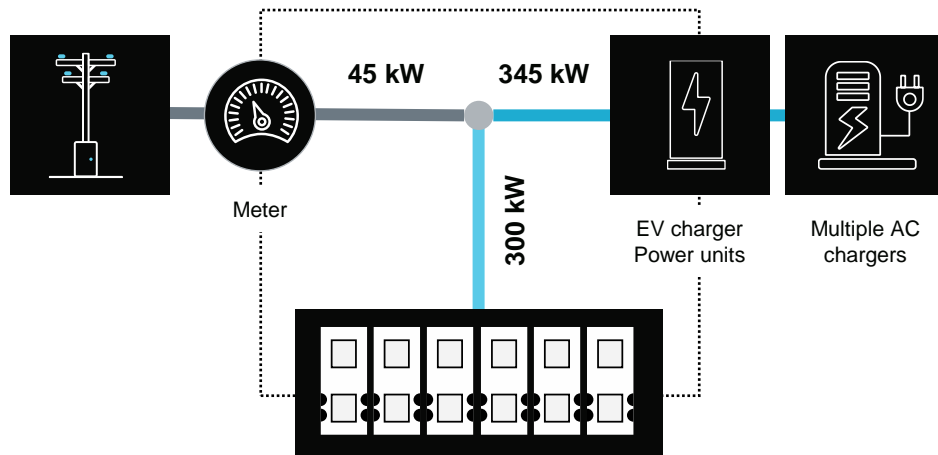 45 kW
345 kW
Meter
300 kW
EV charger
Power units
Multiple AC
chargers